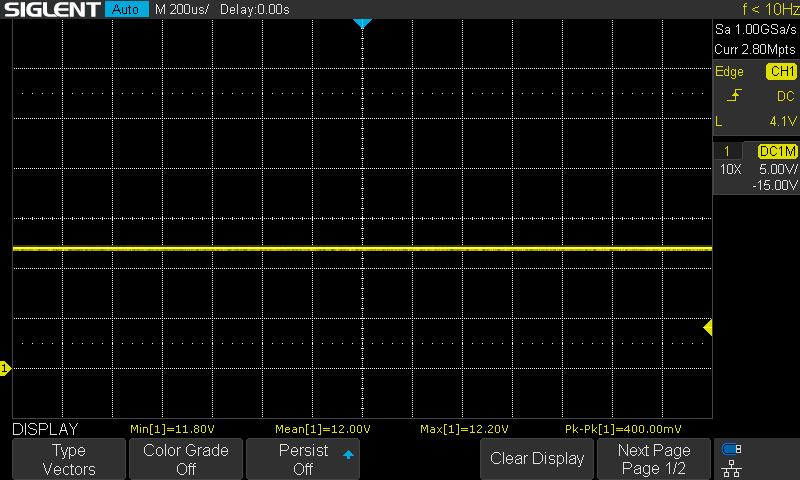 SIGLENT Auto M 200us/ Delay:0.00s f < 10Hz
Sa 1.00GSa/s
Curr 2.80Mpts
Edge CH1
DC
L 4.1V
1 DC1M
10X 5.00V/
-15.00V
1
DISPLAY Min[1]=11.80V Mean[1]=12.00V Max[1]=12.20V Pk-Pk[1]=400.00mV
Type Vectors
Color Grade Off
Persist Off
Clear Display
Next Page Page 1/2